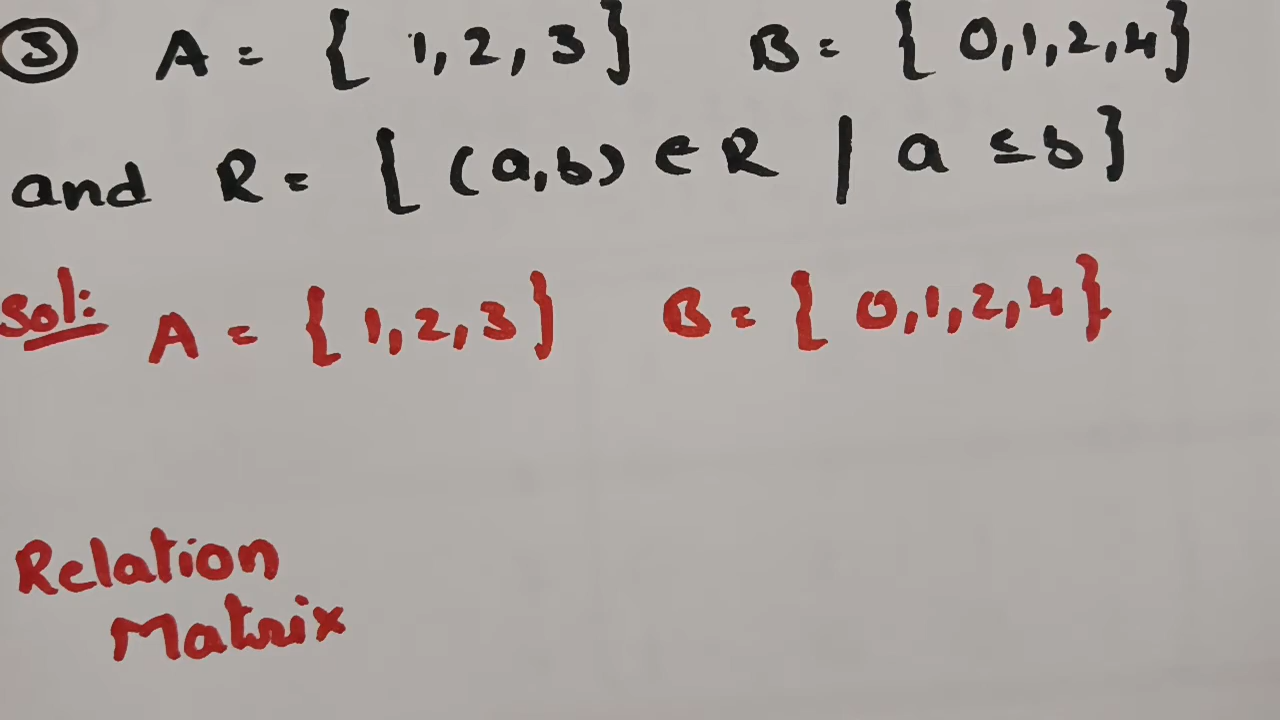 ③ A = { 1, 2, 3 } B = { 0, 1, 2, 4 }
and R = [ (a, b) ∈ R | a ≤ b }
Sol: A = { 1, 2, 3 } B = { 0, 1, 2, 4 }
Relation
Matrix